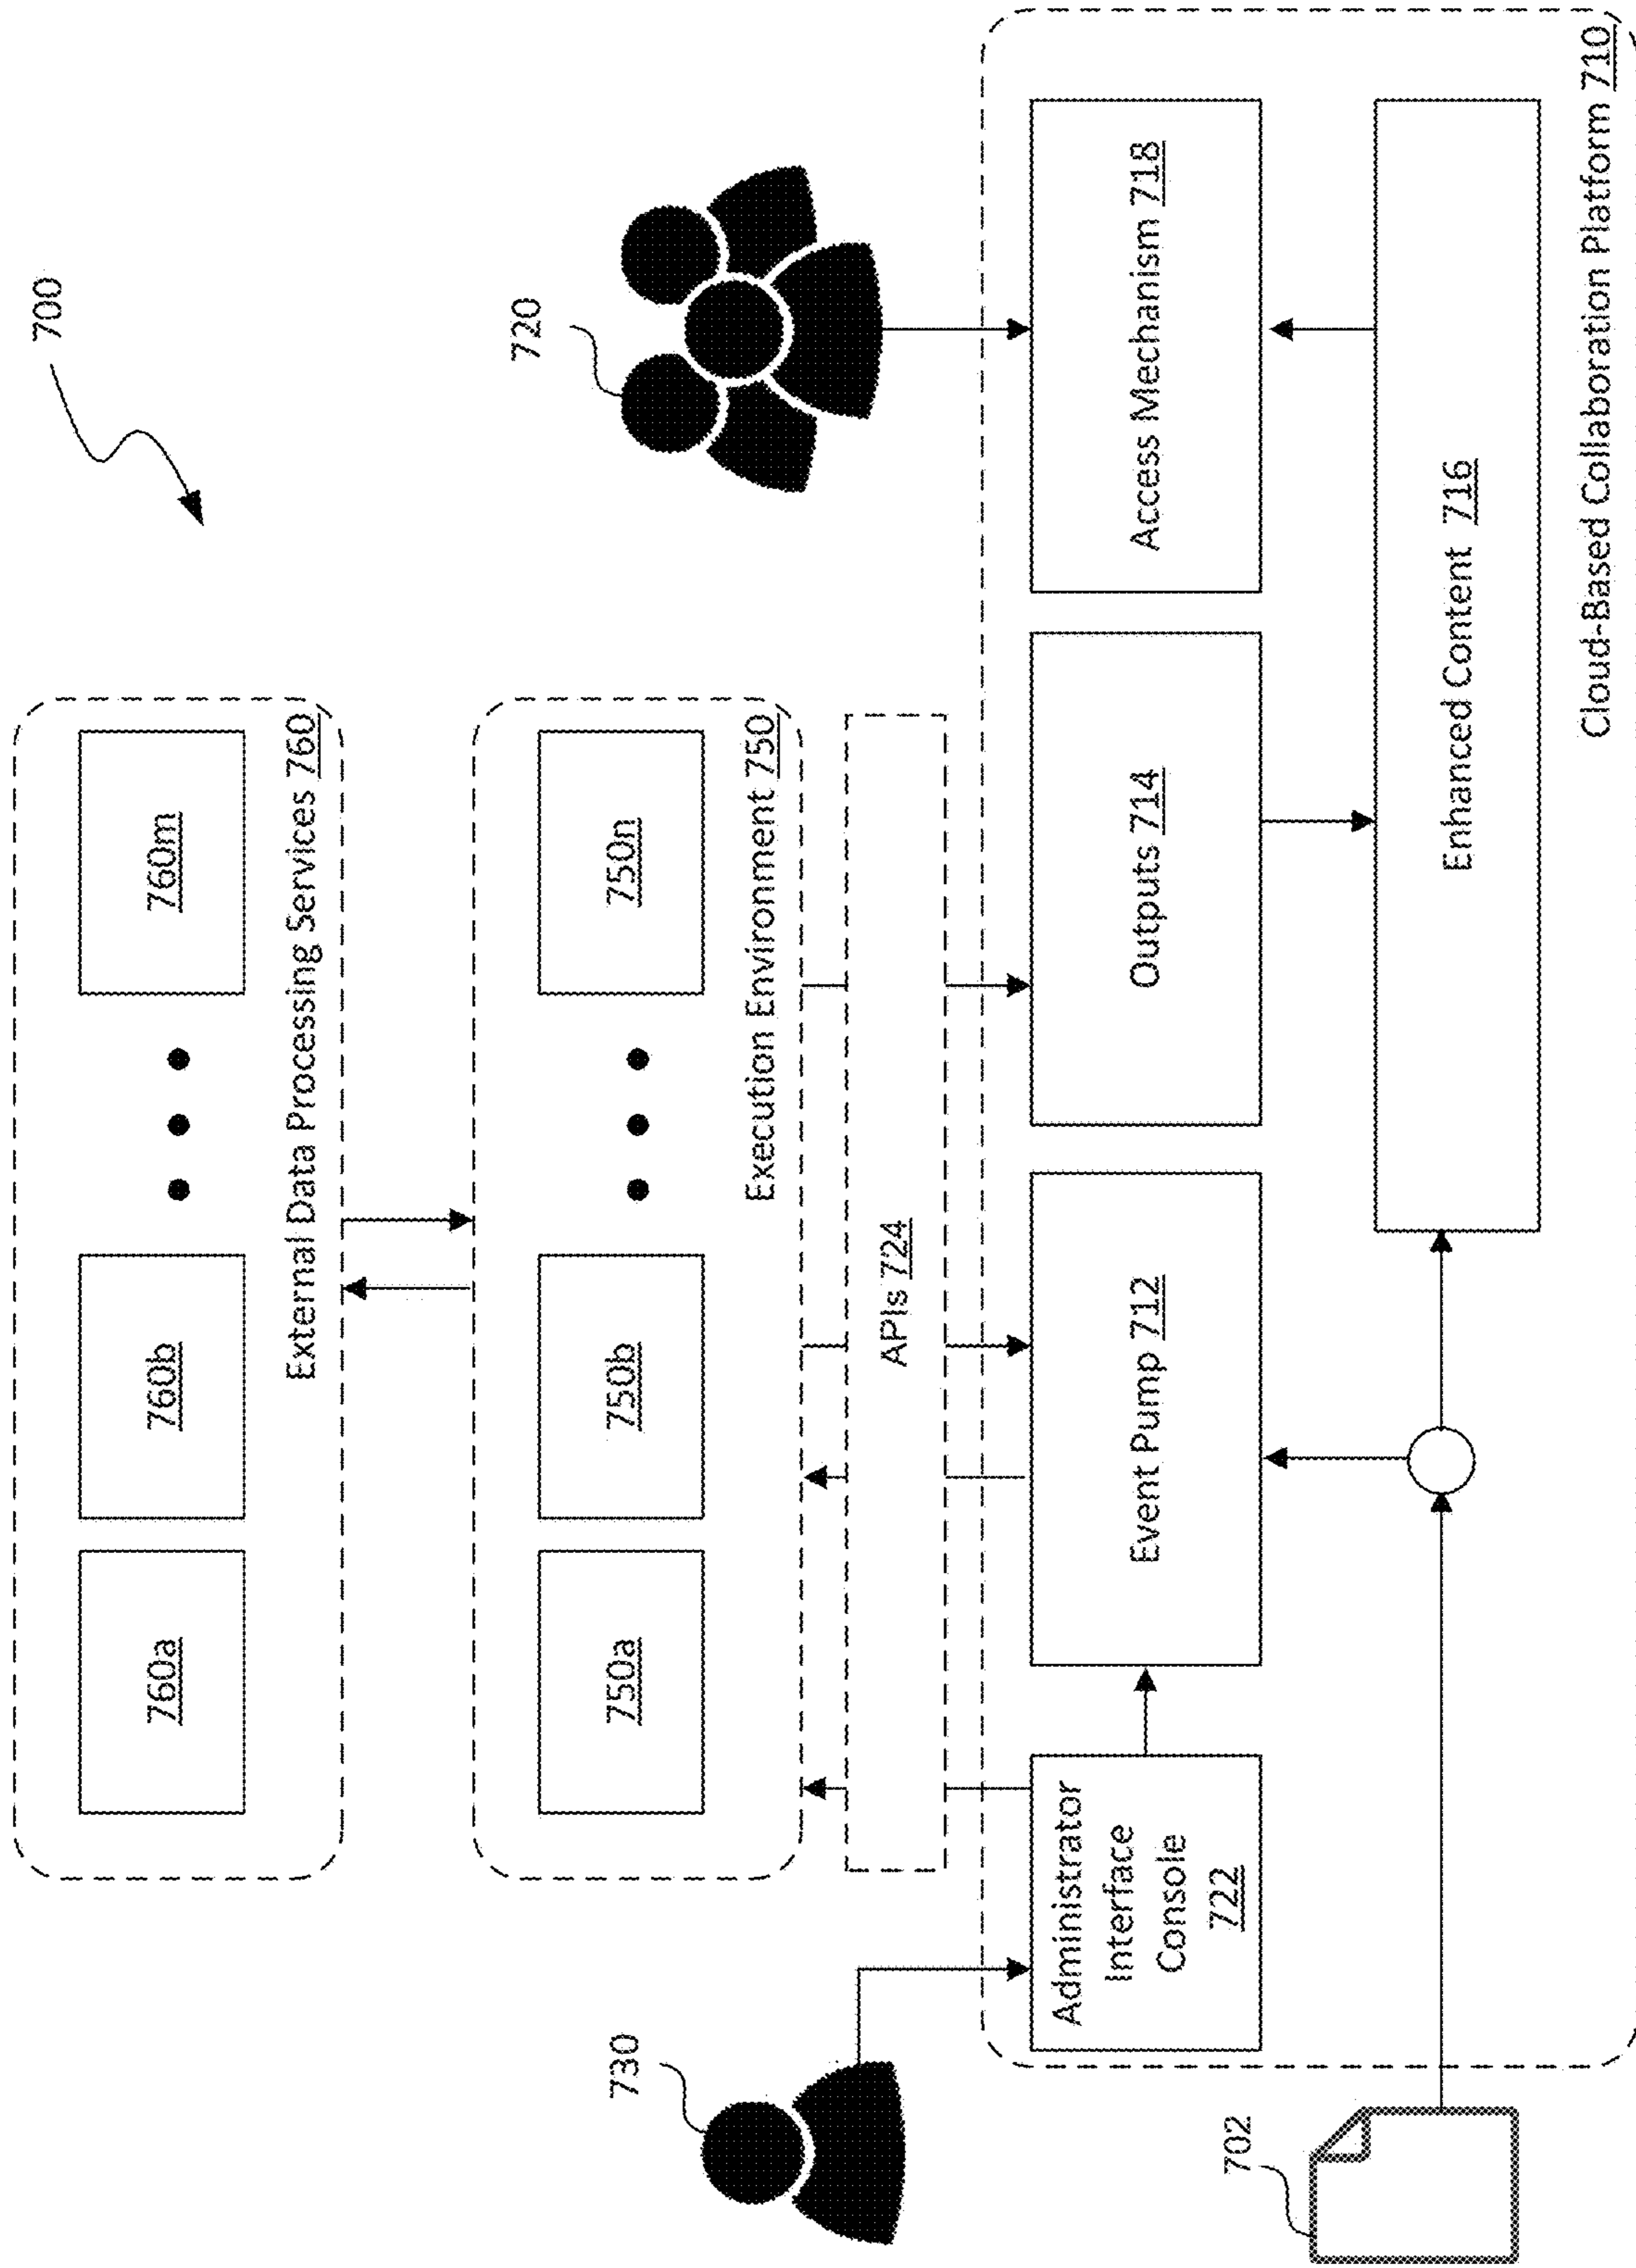 700
760a
760b
760m
External Data Processing Services 760
720
750a
750b
750n
Execution Environment 750
730
APIs 724
Administrator
Interface
Console
722
Event Pump 712
Outputs 714
Access Mechanism 718
702
Enhanced Content 716
Cloud-Based Collaboration Platform 710